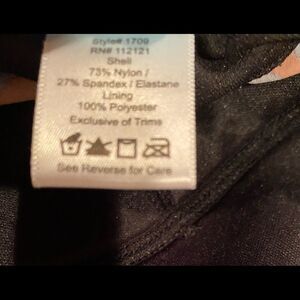 Style# 1709
RN# 112121
Shell
73% Nylon /
27% Spandex / Elastane
Lining
100% Polyester
Exclusive of Trims
See Reverse for Care